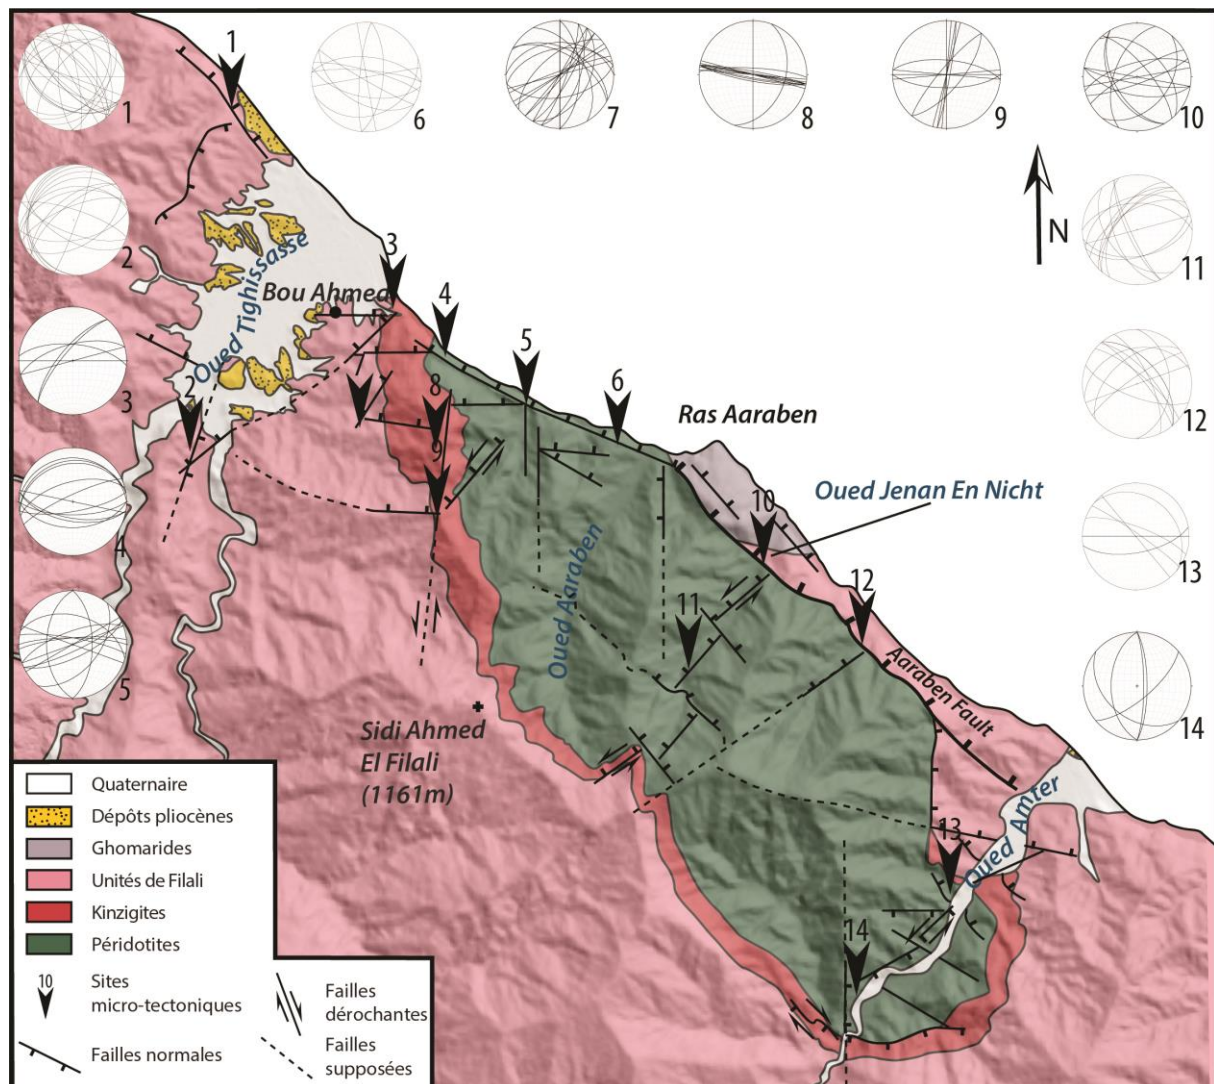 1
2
3
4
5
6
7
8
9
10
11
12
13
14
N
1
2
3
4
5
6
8
9
10
11
12
13
14
Oued Tighissasse
Bou Ahmed
Ras Aaraben
Oued Jenan En Nicht
Oued Aaraben
Aaraben Fault
Sidi Ahmed
El Filali
(1161m)
Oued Amter
Quaternaire
Dépôts pliocènes
Ghomarides
Unités de Filali
Kinzigites
Péridotites
10
Sites
micro-tectoniques
Failles normales
Failles
dérochantes
Failles
supposées